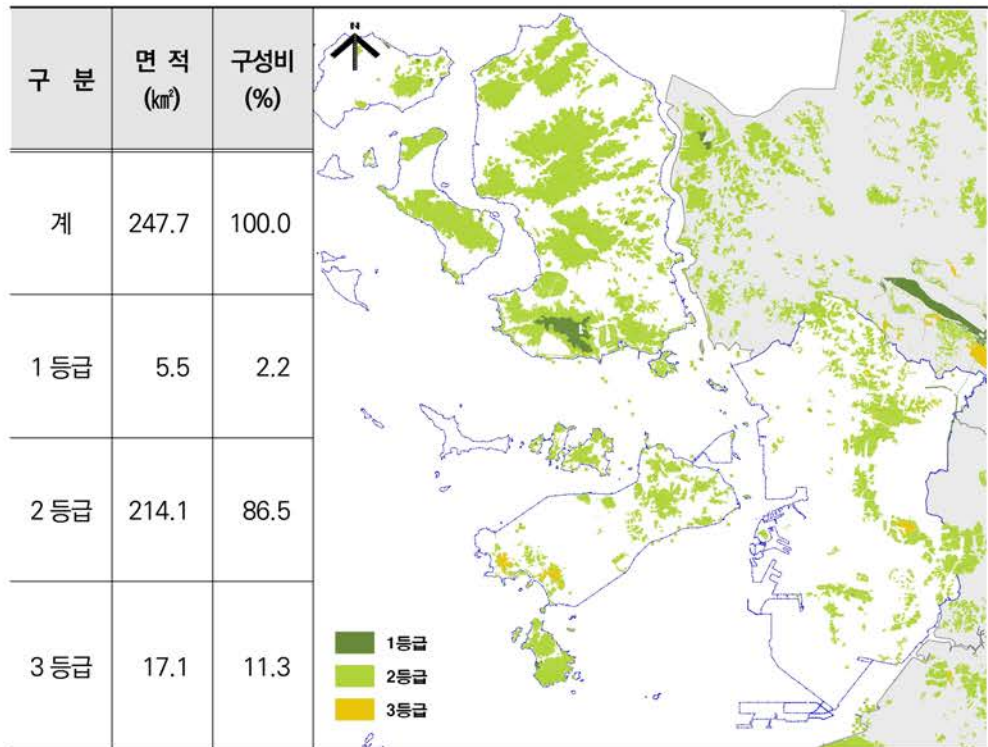 구 분 면 적 (㎢) 구성비 (%)
계 247.7 100.0
1 등급 5.5 2.2
2 등급 214.1 86.5
3 등급 17.1 11.3
N
1등급
2등급
3등급